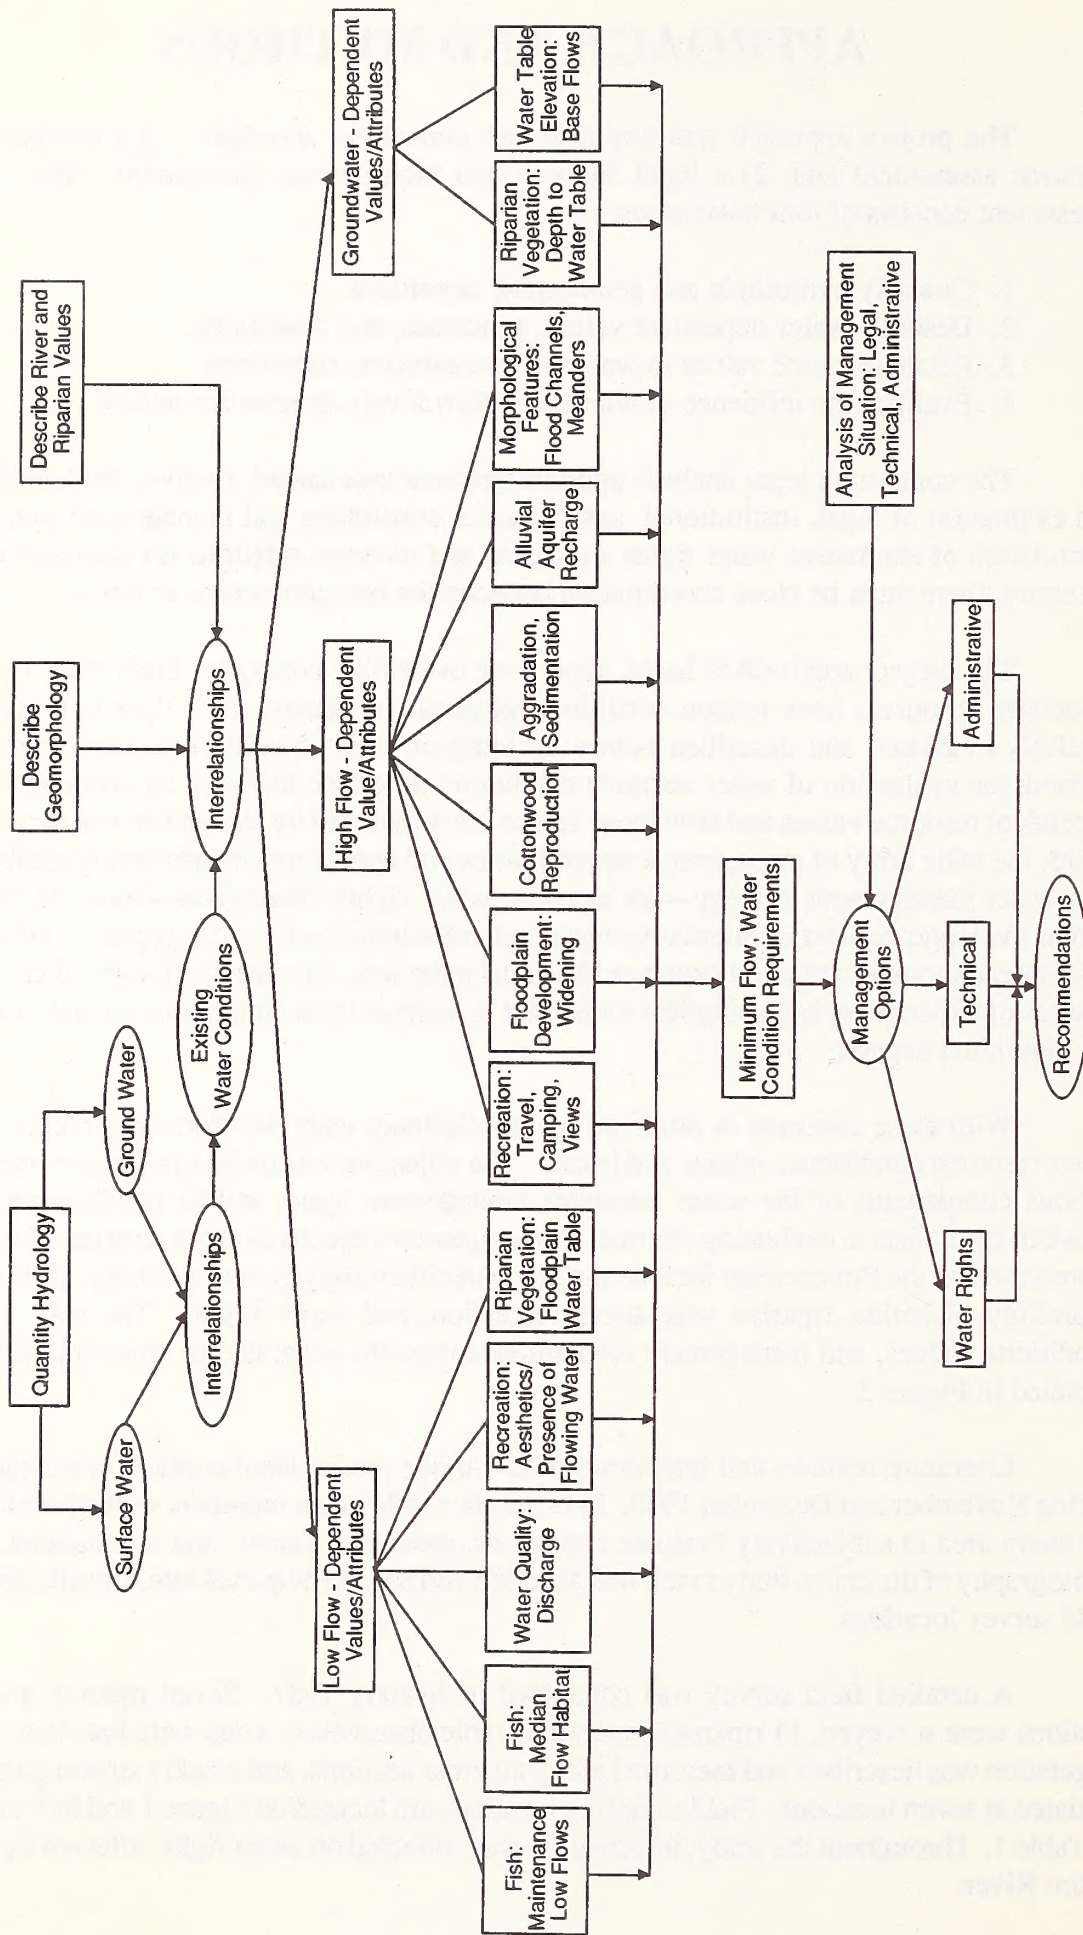 Quantity Hydrology
Describe
Geomorphology
Describe River and
Riparian Values
Surface Water
Ground Water
Interrelationships
Existing
Water Conditions
Interrelationships
Low Flow - Dependent
Values/Attributes
High Flow - Dependent
Value/Attributes
Groundwater - Dependent
Values/Attributes
Fish:
Maintenance
Low Flows
Fish:
Median
Flow Habitat
Water Quality:
Discharge
Recreation:
Aesthetics/
Presence of
Flowing Water
Riparian
Vegetation:
Floodplain
Water Table
Recreation:
Travel,
Camping,
Views
Floodplain
Development:
Widening
Cottonwood
Reproduction
Aggradation,
Sedimentation
Alluvial
Aquifer
Recharge
Morphological
Features:
Flood Channels,
Meanders
Riparian
Vegetation:
Depth to
Water Table
Water Table
Elevation:
Base Flows
Minimum Flow, Water
Condition Requirements
Analysis of Management
Situation: Legal,
Technical, Administrative
Management
Options
Water Rights
Technical
Administrative
Recommendations